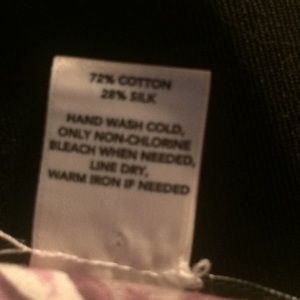 72% COTTON
28% SILK
HAND WASH COLD,
ONLY NON-CHLORINE
BLEACH WHEN NEEDED,
LINE DRY,
WARM IRON IF NEEDED